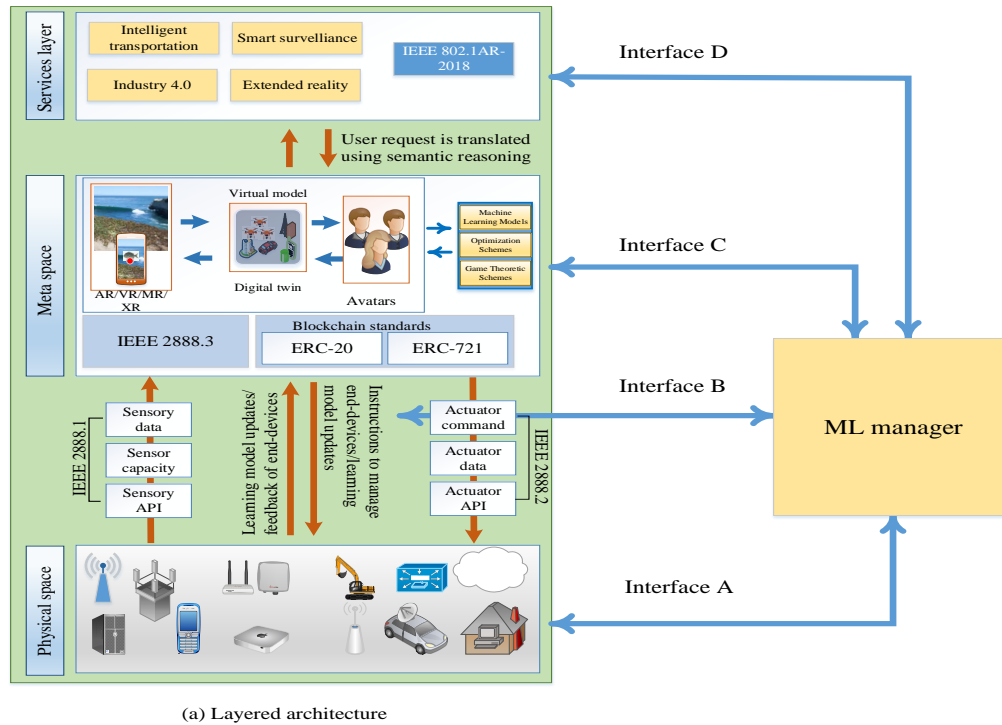 Services layer
Intelligent
transportation
Smart survelliance
IEEE 802.1AR-
2018
Industry 4.0
Extended reality
User request is translated
using semantic reasoning
Meta space
Virtual model
Digital twin
AR/VR/MR/
XR
Avatars
Machine
Learning Models
Optimization
Schemes
Game Theoretic
Schemes
IEEE 2888.3
Blockchain standards
ERC-20
ERC-721
IEEE 2888.1
Sensory
data
Sensor
capacity
Sensory
API
Learning model updates/
feedback of end-devices
Instructions to manage
end-devices/learning
model updates
Actuator
command
Actuator
data
Actuator
API
IEEE 2888.2
Physical space
Interface D
Interface C
Interface B
Interface A
ML manager
(a) Layered architecture